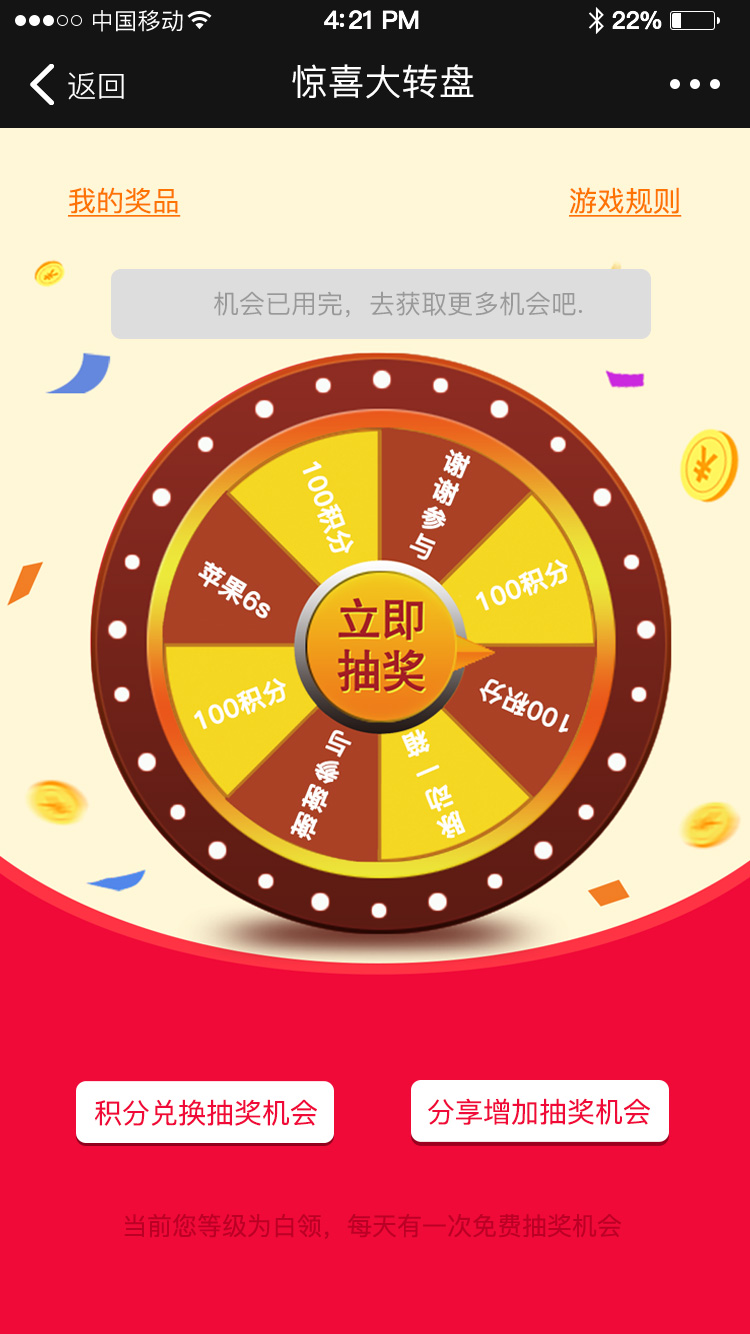 中国移动
4:21 PM
22%
返回
惊喜大转盘
我的奖品
游戏规则
机会已用完，去获取更多机会吧.
100积分
谢谢参与
苹果6s
100积分
立即
抽奖
100积分
100积分
谢谢参与
脉动一箱
积分兑换抽奖机会
分享增加抽奖机会
当前您等级为白领，每天有一次免费抽奖机会